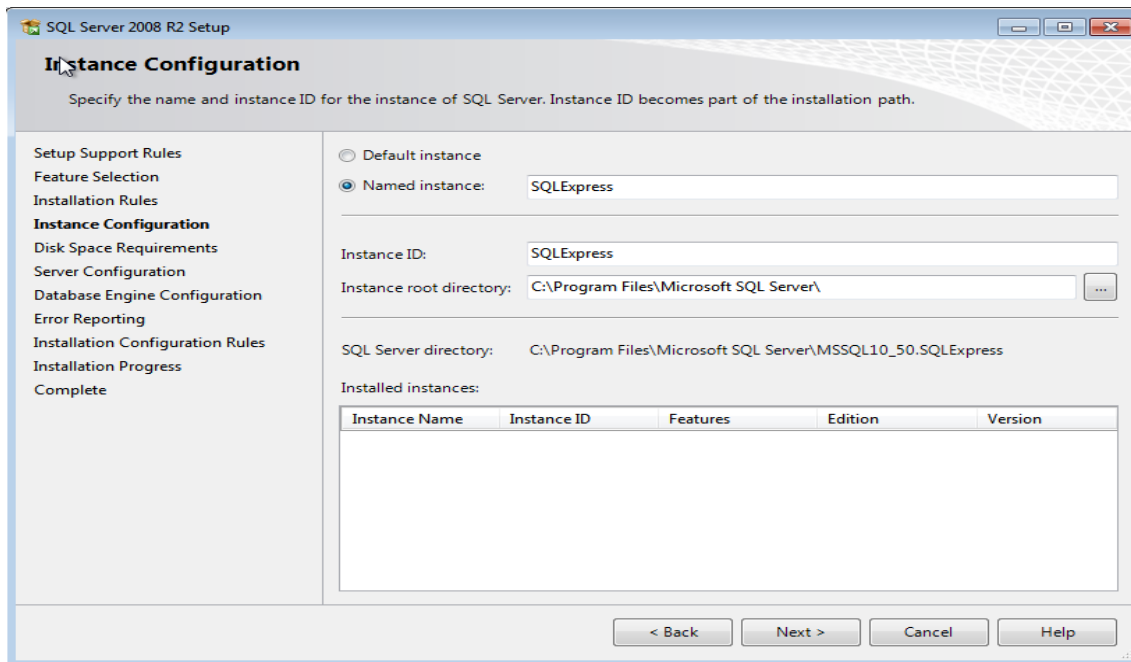 SQL Server 2008 R2 Setup
Instance Configuration
Specify the name and instance ID for the instance of SQL Server. Instance ID becomes part of the installation path.
Setup Support Rules
Feature Selection
Installation Rules
Instance Configuration
Disk Space Requirements
Server Configuration
Database Engine Configuration
Error Reporting
Installation Configuration Rules
Installation Progress
Complete
Default instance
Named instance: SQLExpress
Instance ID: SQLExpress
Instance root directory: C:\Program Files\Microsoft SQL Server\ ...
SQL Server directory: C:\Program Files\Microsoft SQL Server\MSSQL10_50.SQLExpress
Installed instances:
Instance Name Instance ID Features Edition Version
< Back Next > Cancel Help